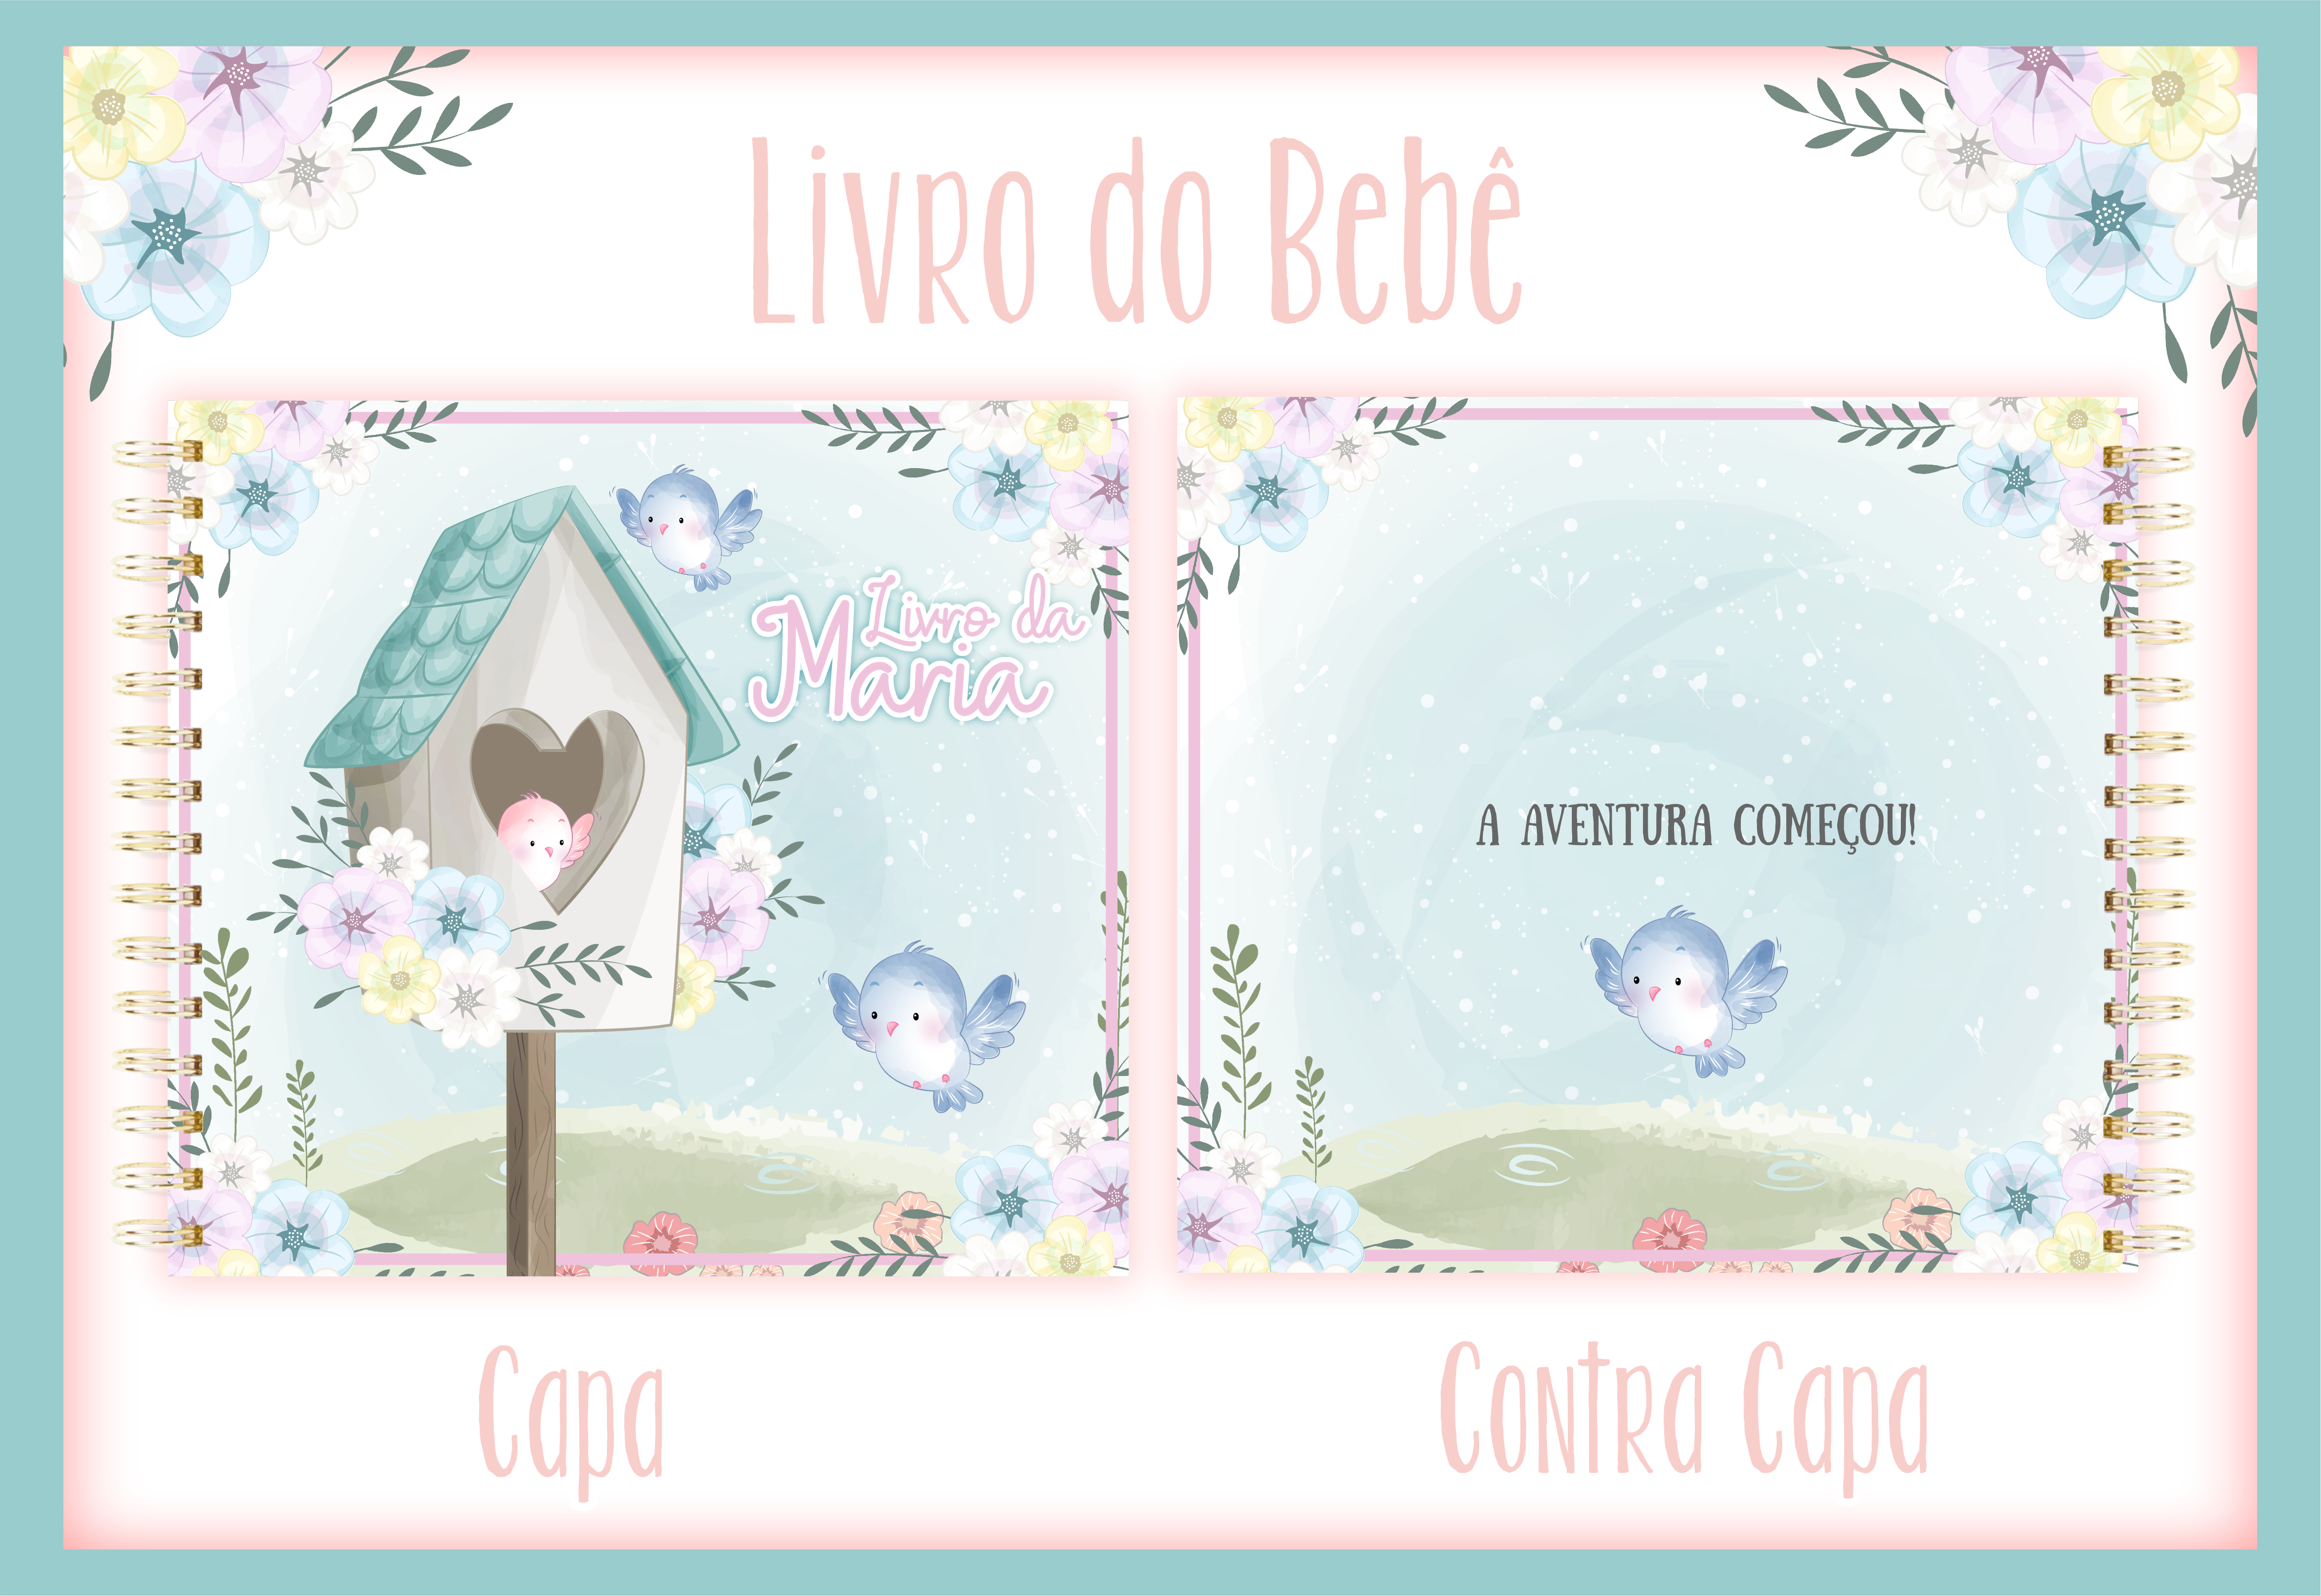 Livro do Bebê
Livro da
Maria
A AVENTURA COMEÇOU!
Capa
Contra Capa